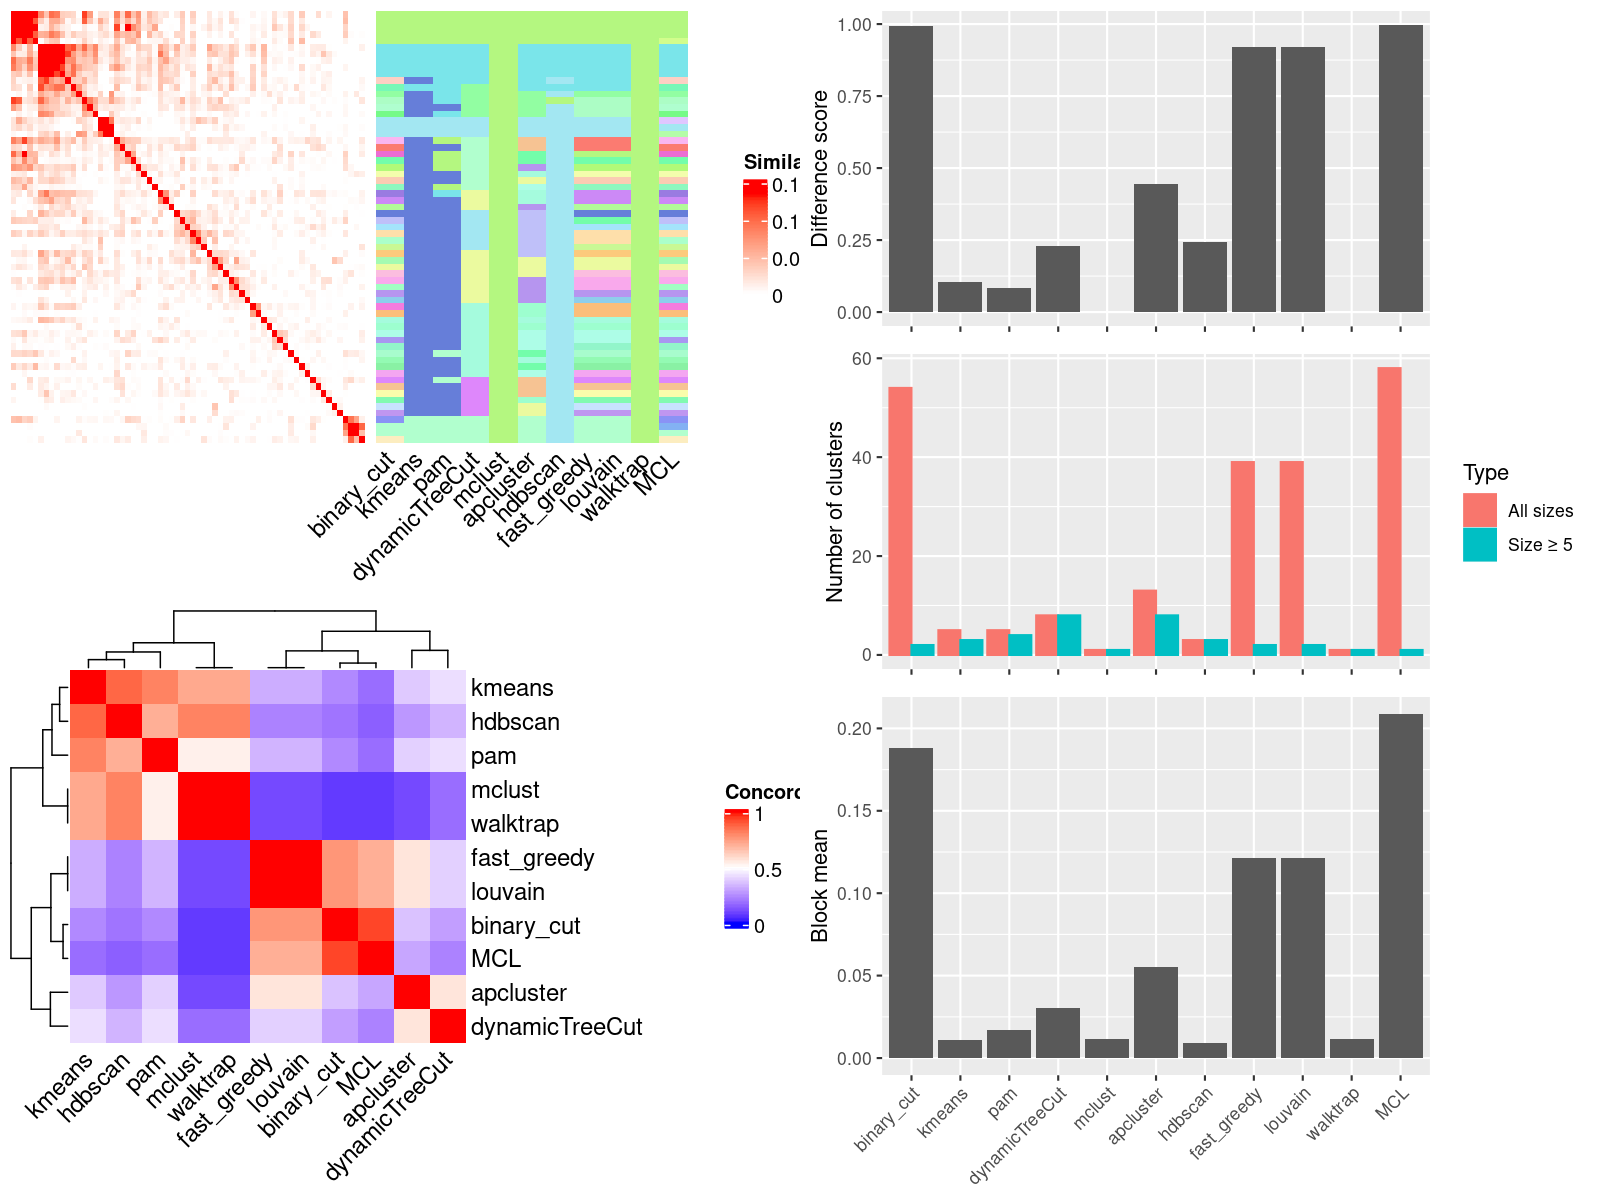 Simila
0.1
0.1
0.0
0
binary_cut
kmeans
pam
dynamicTreeCut
mclust
apcluster
hdbscan
fast_greedy
louvain
walktrap
MCL
Difference score
1.00
0.75
0.50
0.25
0.00
Number of clusters
60
40
20
0
Type
All sizes
Size ≥ 5
kmeans
hdbscan
pam
mclust
walktrap
fast_greedy
louvain
binary_cut
MCL
apcluster
dynamicTreeCut
kmeans
hdbscan
pam
mclust
walktrap
fast_greedy
louvain
binary_cut
MCL
apcluster
dynamicTreeCut
Concord
1
0.5
0
Block mean
0.20
0.15
0.10
0.05
0.00
binary_cut
kmeans
pam
dynamicTreeCut
mclust
apcluster
hdbscan
fast_greedy
louvain
walktrap
MCL